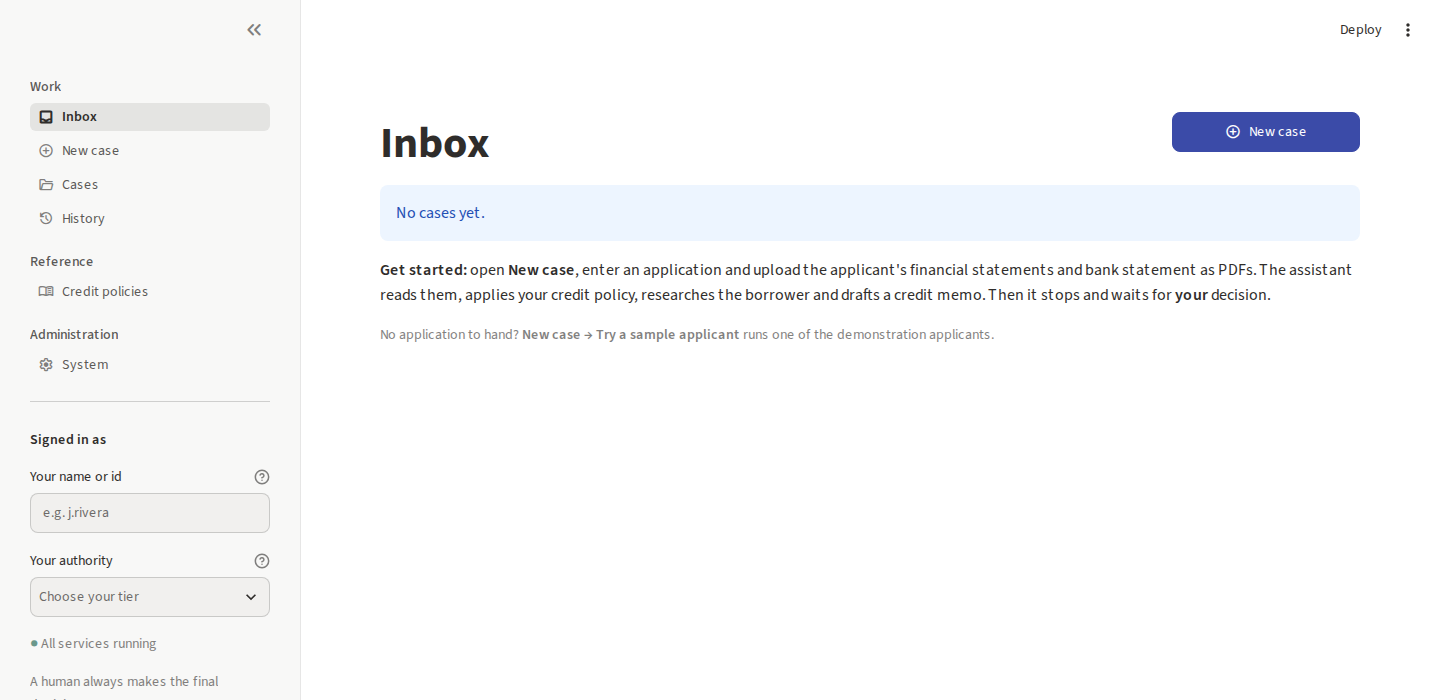 Deploy
Work
Inbox
New case
Cases
History
Reference
Credit policies
Administration
System
Signed in as
Your name or id
e.g. j.rivera
Your authority
Choose your tier
All services running
A human always makes the final
Inbox
New case
No cases yet.
Get started: open New case, enter an application and upload the applicant's financial statements and bank statement as PDFs. The assistant
reads them, applies your credit policy, researches the borrower and drafts a credit memo. Then it stops and waits for your decision.
No application to hand? New case → Try a sample applicant runs one of the demonstration applicants.